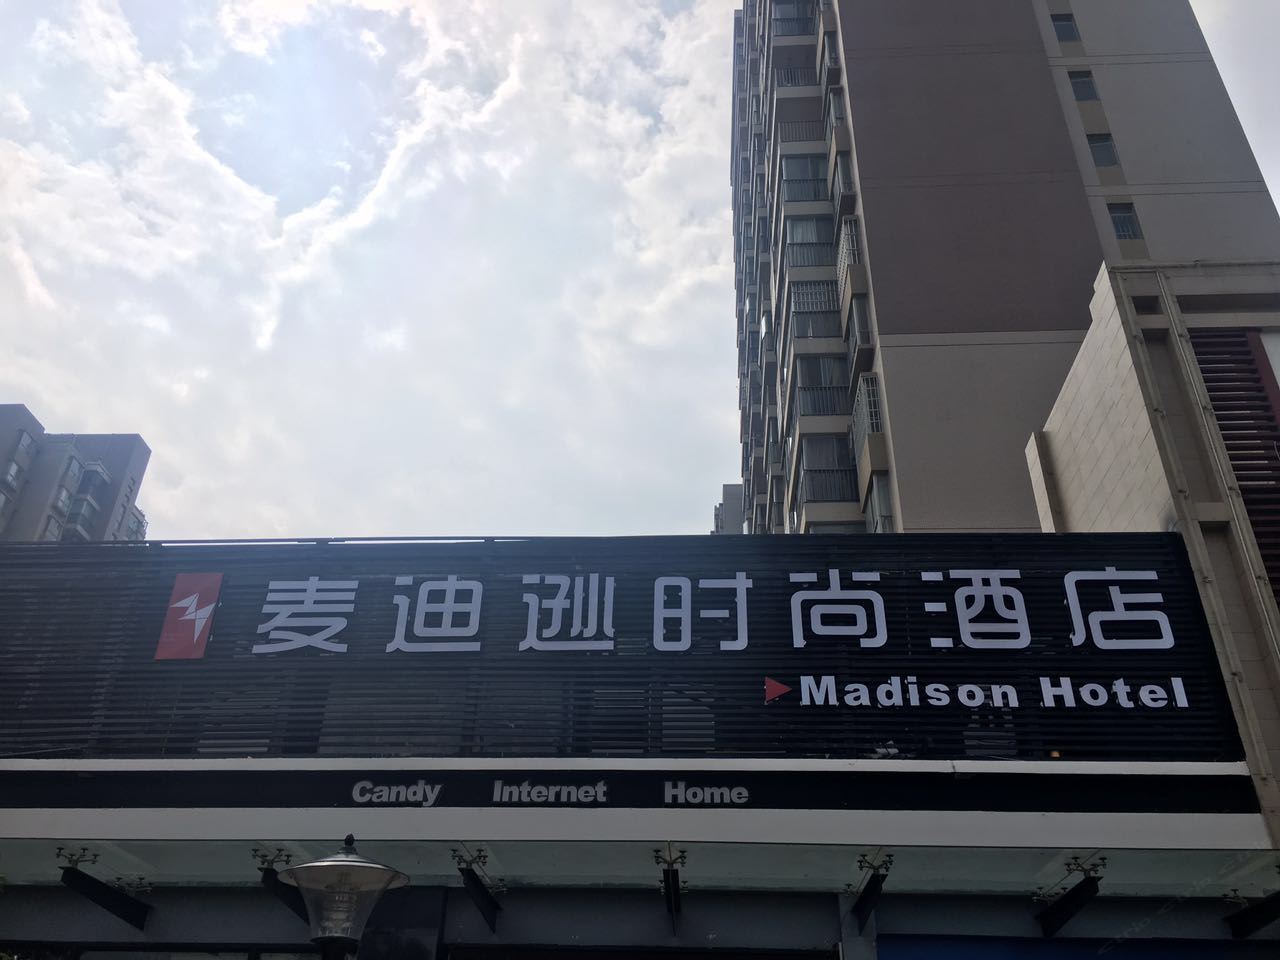 麦迪逊时尚酒店
Madison Hotel
Candy Internet Home